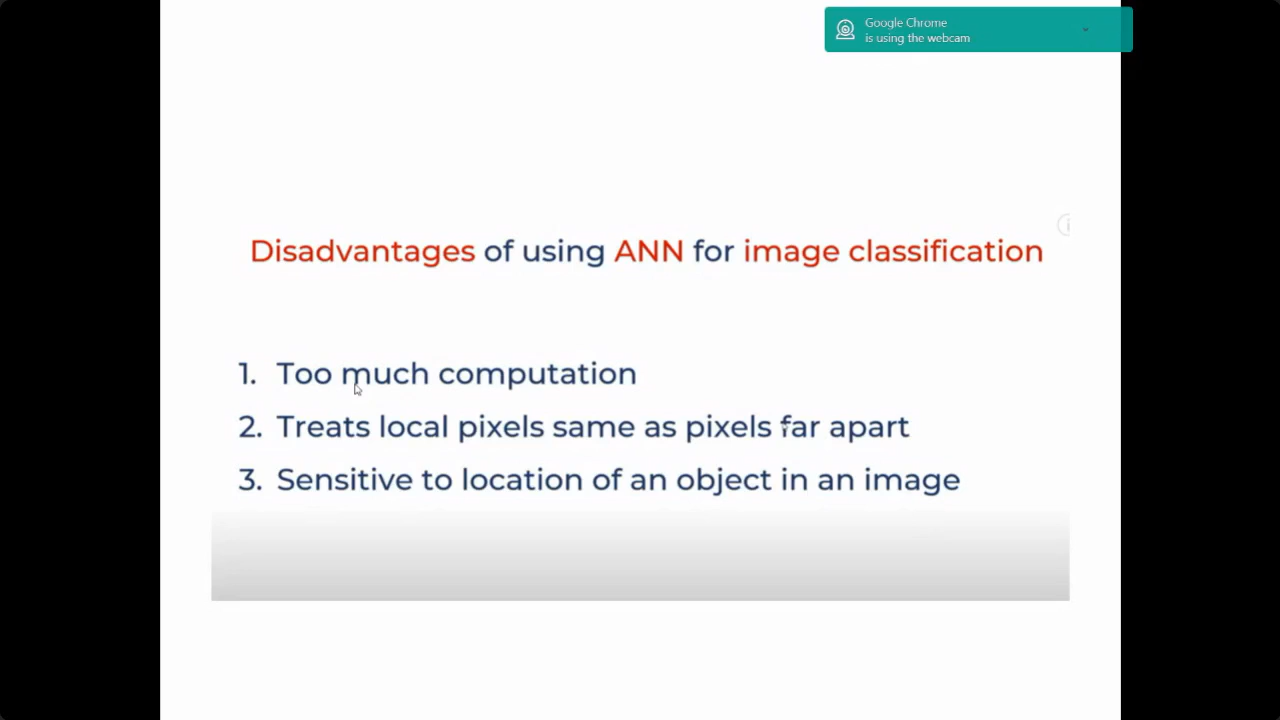 Google Chrome
is using the webcam
Disadvantages of using ANN for image classification
1. Too much computation
2. Treats local pixels same as pixels far apart
3. Sensitive to location of an object in an image